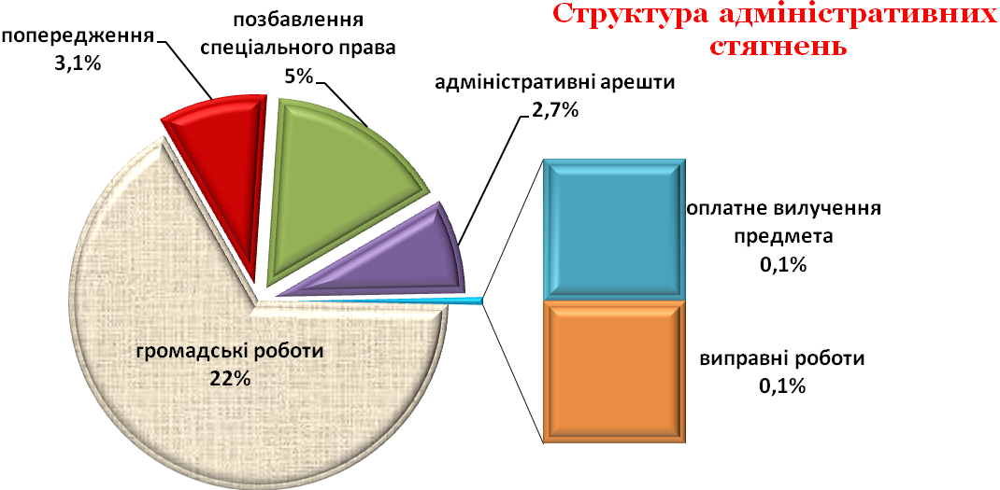 Структура адміністративних
стягнень
попередження
3,1%
позбавлення
спеціального права
5%
адміністративні арешти
2,7%
оплатне вилучення
предмета
0,1%
виправні роботи
0,1%
громадські роботи
22%